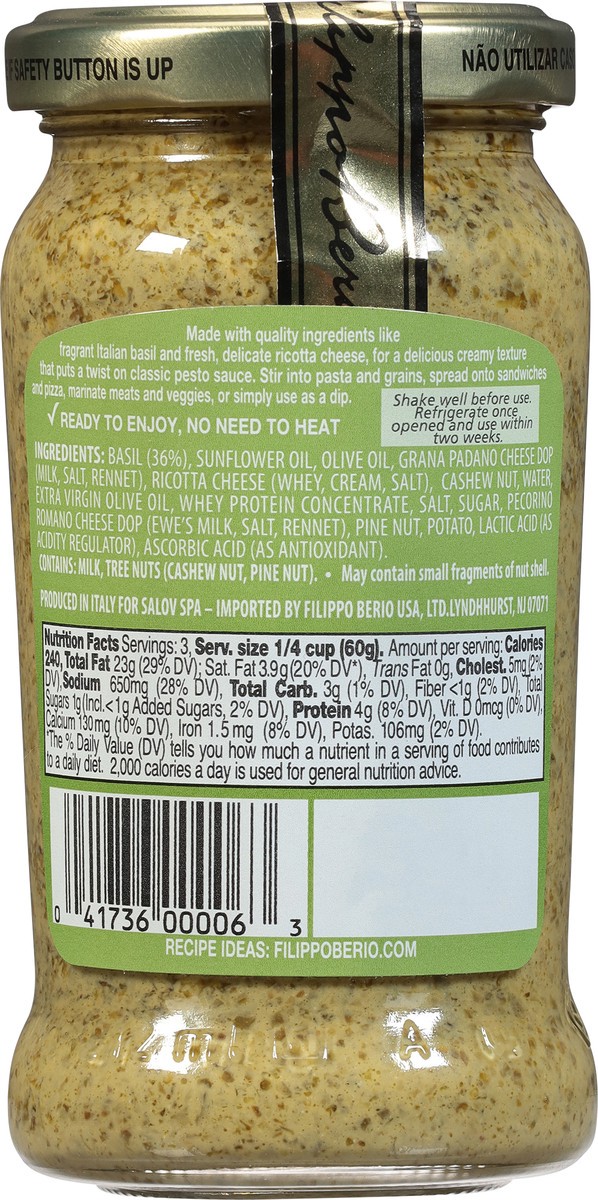 IF SAFETY BUTTON IS UP
NÃO UTILIZAR
Made with quality ingredients like
fragrant Italian basil and fresh, delicate ricotta cheese, for a delicious creamy texture
that puts a twist on classic pesto sauce. Stir into pasta and grains, spread onto sandwiches
and pizza, marinate meats and veggies, or simply use as a dip.
√ READY TO ENJOY, NO NEED TO HEAT
Shake well before use.
Refrigerate once
opened and use within
two weeks.
INGREDIENTS: BASIL (36%), SUNFLOWER OIL, OLIVE OIL, GRANA PADANO CHEESE DOP
(MILK, SALT, RENNET), RICOTTA CHEESE (WHEY, CREAM, SALT), CASHEW NUT, WATER,
EXTRA VIRGIN OLIVE OIL, WHEY PROTEIN CONCENTRATE, SALT, SUGAR, PECORINO
ROMANO CHEESE DOP (EWE'S MILK, SALT, RENNET), PINE NUT, POTATO, LACTIC ACID (AS
ACIDITY REGULATOR), ASCORBIC ACID (AS ANTIOXIDANT).
CONTAINS: MILK, TREE NUTS (CASHEW NUT, PINE NUT). • May contain small fragments of nut shell.
PRODUCED IN ITALY FOR SALOV SPA – IMPORTED BY FILIPPO BERIO USA, LTD.LYNDHURST, NJ 07071
Nutrition Facts Servings: 3, Serv. size 1/4 cup (60g), Amount per serving: Calories
240, Total Fat 23g (29% DV); Sat. Fat 3.9g (20% DV*), Trans Fat 0g, Cholest. 5mg (2%
DV), Sodium 650mg (28% DV), Total Carb. 3g (1% DV), Fiber <1g (2% DV), Total
Sugars 1g (Incl.<1g Added Sugars, 2% DV), Protein 4g (8% DV), Vit. D 0mcg (0% DV),
Calcium 130mg (10% DV), Iron 1.5 mg (8% DV), Potas. 106mg (2% DV).
*The % Daily Value (DV) tells you how much a nutrient in a serving of food contributes
to a daily diet. 2,000 calories a day is used for general nutrition advice.
0 41736 00006 3
RECIPE IDEAS: FILIPPOBERIO.COM